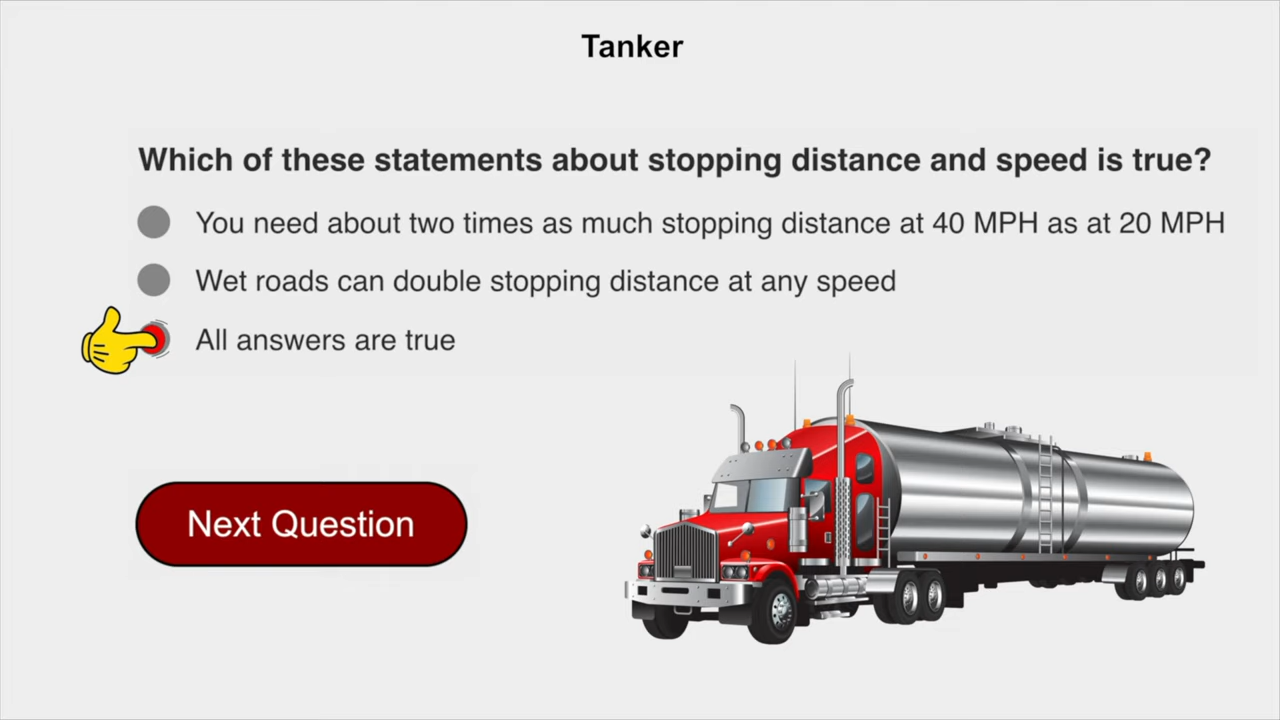 Tanker
Which of these statements about stopping distance and speed is true?
You need about two times as much stopping distance at 40 MPH as at 20 MPH
Wet roads can double stopping distance at any speed
All answers are true
Next Question